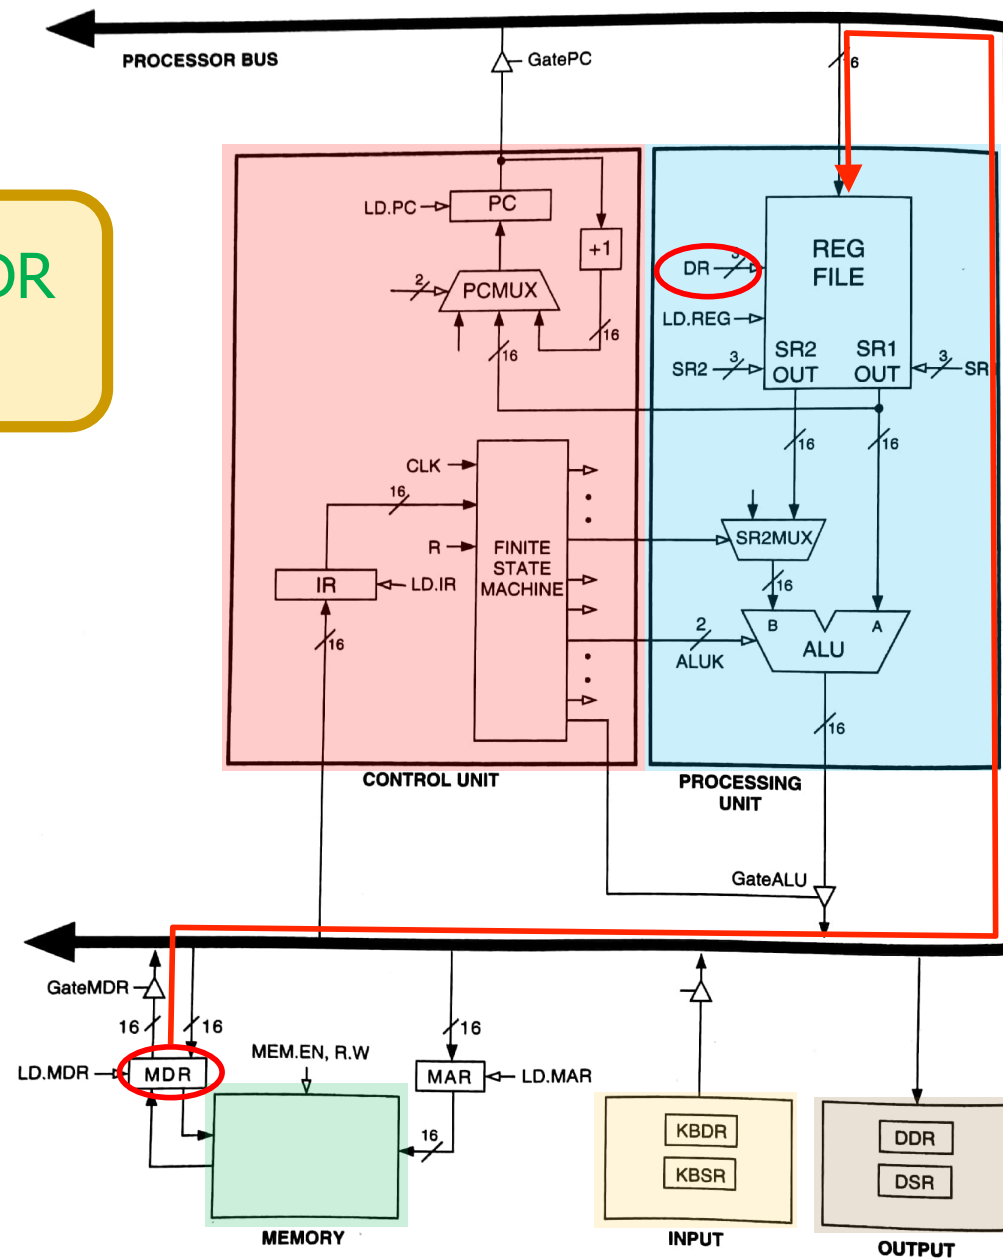 PROCESSOR BUS
GatePC
16
DR
LD.PC
PC
+1
2
PCMUX
16
16
REG
FILE
DR
3
LD.REG
SR2
3
SR2
OUT
SR1
OUT
3
SR
16
16
CLK
16
R
FINITE
STATE
MACHINE
IR
LD.IR
16
SR2MUX
16
B
A
ALU
2
ALUK
16
CONTROL UNIT
PROCESSING
UNIT
GateALU
GateMDR
16
16
16
LD.MDR
MDR
MEM.EN, R.W
MAR
LD.MAR
16
KBDR
KBSR
DDR
DSR
MEMORY
INPUT
OUTPUT